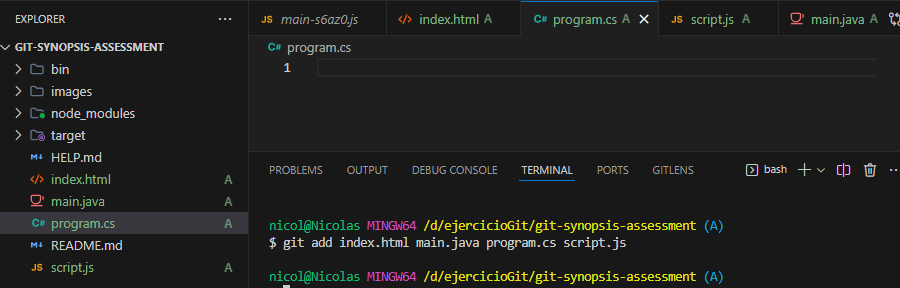 EXPLORER
GIT-SYNOPSIS-ASSESSMENT
bin
images
node_modules
target
HELP.md
index.html A
main.java A
program.cs A
README.md
JS script.js A
JS main-s6az0.js
index.html A
C# program.cs A
JS script.js A
main.java A
C# program.cs
1
PROBLEMS OUTPUT DEBUG CONSOLE TERMINAL PORTS GITLENS
bash
nicol@Nicolas MINGW64 /d/ejercicioGit/git-synopsis-assessment (A)
$ git add index.html main.java program.cs script.js
nicol@Nicolas MINGW64 /d/ejercicioGit/git-synopsis-assessment (A)